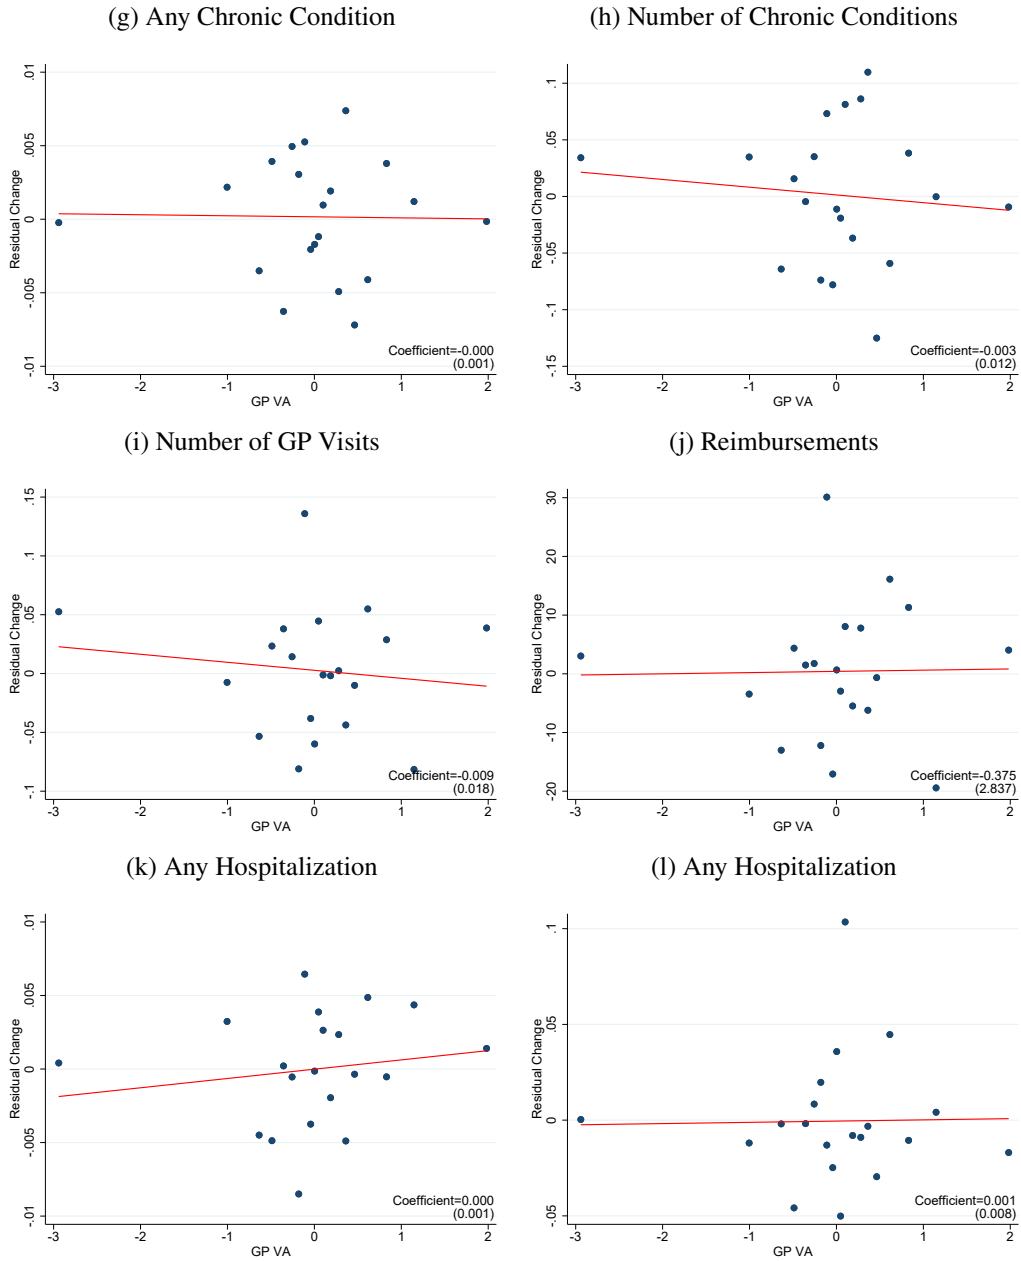 (g) Any Chronic Condition
Residual Change
.01
.005
0
-.005
-.01
Coefficient=-0.000
(0.001)
-3 -2 -1 0 1 2
GP VA
(h) Number of Chronic Conditions
Residual Change
.1
.05
0
-.05
-.1
-.15
Coefficient=-0.003
(0.012)
-3 -2 -1 0 1 2
GP VA
(i) Number of GP Visits
Residual Change
.15
.1
.05
0
-.05
-.1
Coefficient=-0.009
(0.018)
-3 -2 -1 0 1 2
GP VA
(j) Reimbursements
Residual Change
30
20
10
0
-10
-20
Coefficient=-0.375
(2.837)
-3 -2 -1 0 1 2
GP VA
(k) Any Hospitalization
Residual Change
.01
.005
0
-.005
-.01
Coefficient=0.000
(0.001)
-3 -2 -1 0 1 2
GP VA
(l) Any Hospitalization
Residual Change
.1
.05
0
-.05
Coefficient=0.001
(0.008)
-3 -2 -1 0 1 2
GP VA